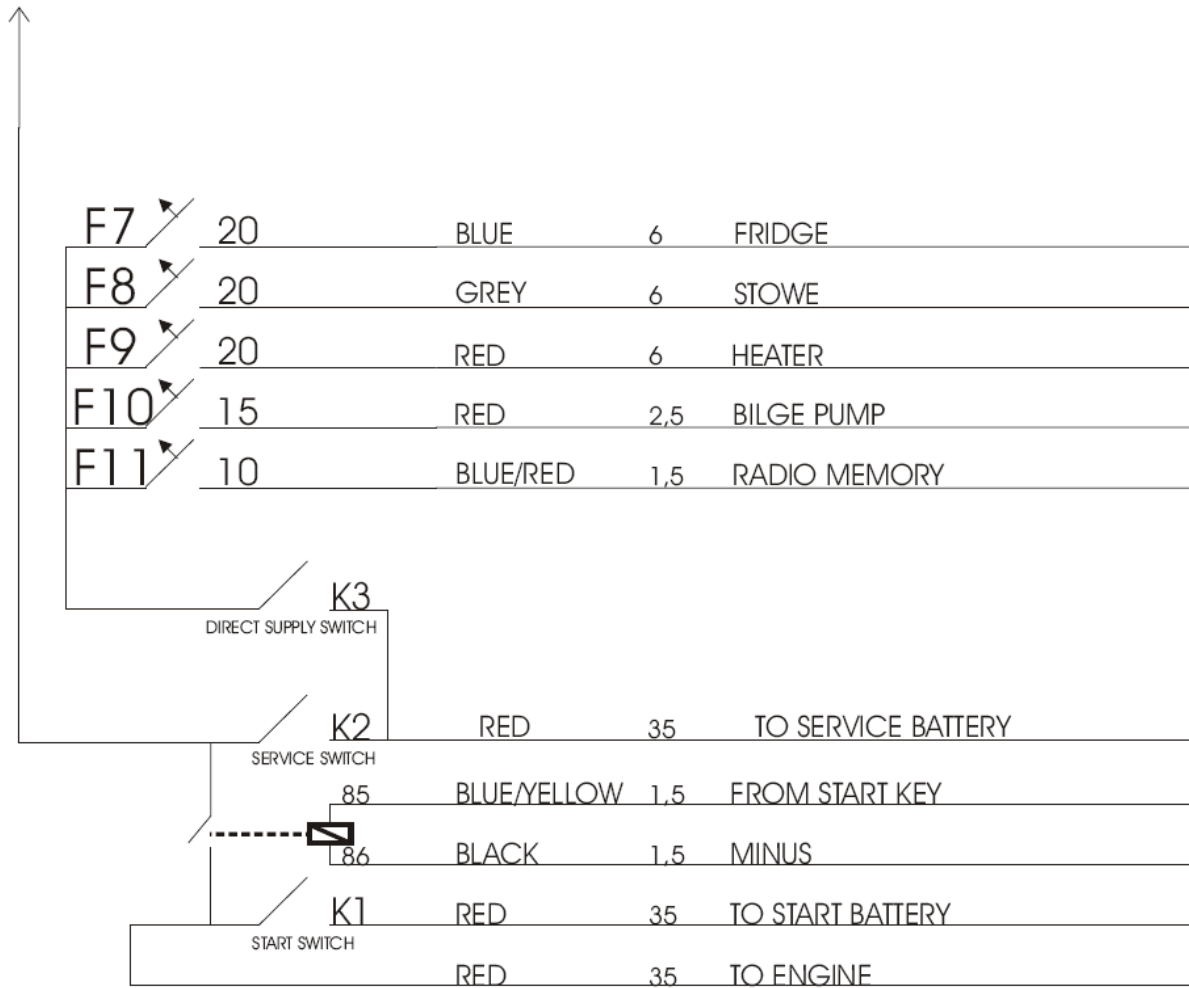 F7 20 BLUE 6 FRIDGE
F8 20 GREY 6 STOWE
F9 20 RED 6 HEATER
F10 15 RED 2,5 BILGE PUMP
F11 10 BLUE/RED 1,5 RADIO MEMORY
K3
DIRECT SUPPLY SWITCH
K2 RED 35 TO SERVICE BATTERY
SERVICE SWITCH
85 BLUE/YELLOW 1,5 FROM START KEY
86 BLACK 1,5 MINUS
K1 RED 35 TO START BATTERY
START SWITCH
RED 35 TO ENGINE